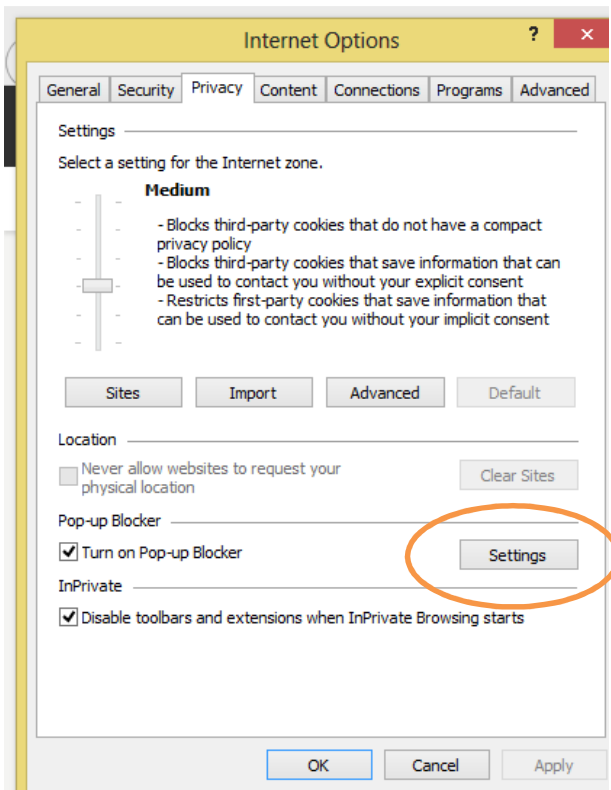 Internet Options ? ×
General Security Privacy Content Connections Programs Advanced
Settings
Select a setting for the Internet zone.
Medium
- Blocks third-party cookies that do not have a compact
privacy policy
- Blocks third-party cookies that save information that can
be used to contact you without your explicit consent
- Restricts first-party cookies that save information that
can be used to contact you without your implicit consent
Sites Import Advanced Default
Location
Never allow websites to request your
physical location
Clear Sites
Pop-up Blocker
Turn on Pop-up Blocker Settings
InPrivate
Disable toolbars and extensions when InPrivate Browsing starts
OK Cancel Apply